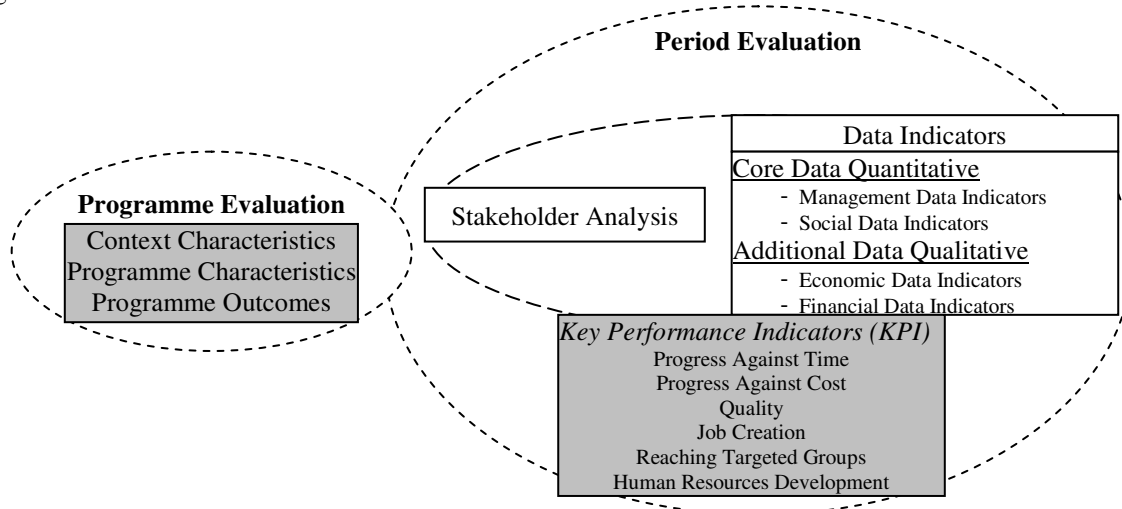 Period Evaluation
Programme Evaluation
Context Characteristics
Programme Characteristics
Programme Outcomes
Stakeholder Analysis
Data Indicators
Core Data Quantitative
- Management Data Indicators
- Social Data Indicators
Additional Data Qualitative
- Economic Data Indicators
- Financial Data Indicators
Key Performance Indicators (KPI)
Progress Against Time
Progress Against Cost
Quality
Job Creation
Reaching Targeted Groups
Human Resources Development